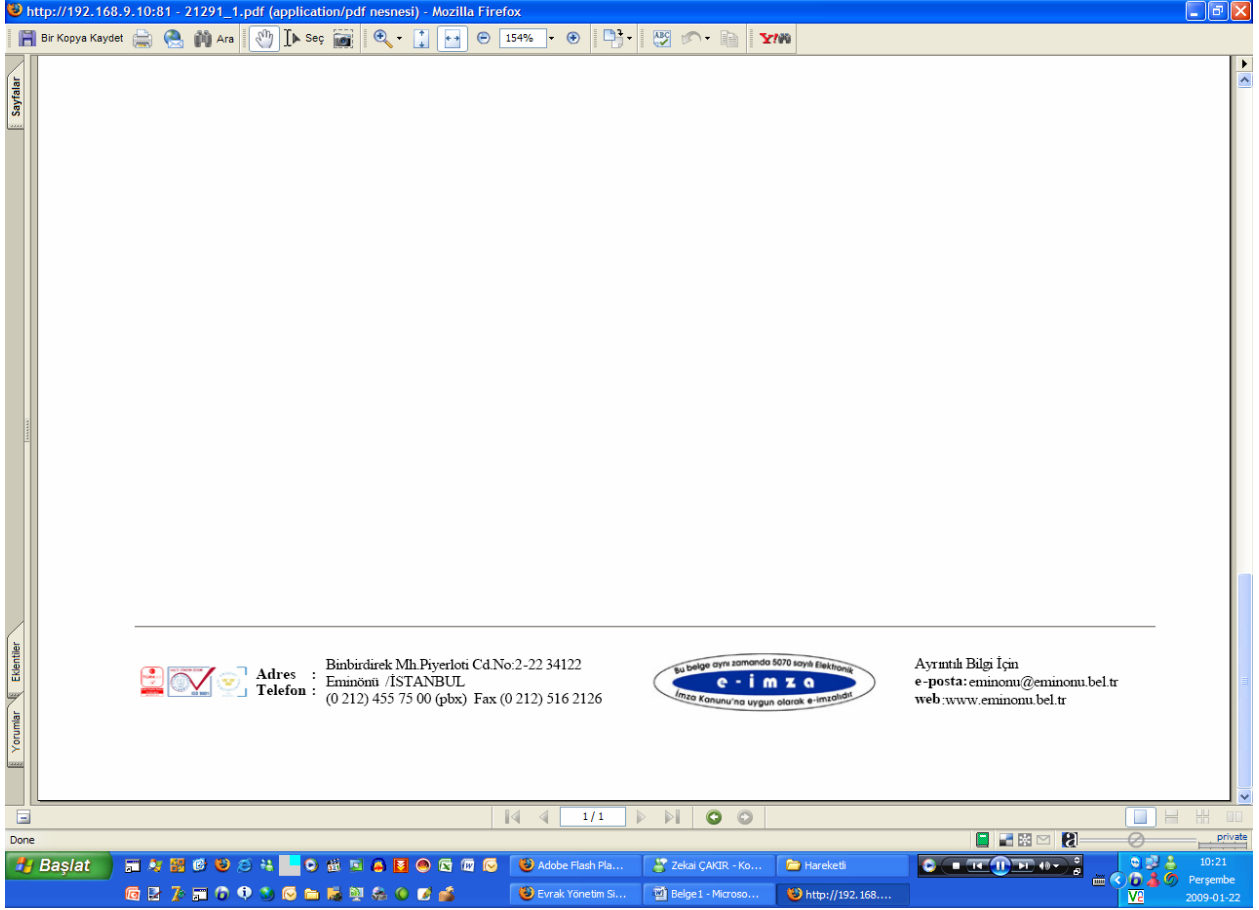 http://192.168.9.10:81 - 21291_1.pdf (application/pdf nesnesi) - Mozilla Firefox
Bir Kopya Kaydet
Ara
Seç
154%
ABC
Sayfalar
Ekentiler
Yorumlar
Adres :
Telefon :
Binbirdirek Mh.Piyerloti Cd.No:2-22 34122
Eminönü /İSTANBUL
(0 212) 455 75 00 (pbx) Fax (0 212) 516 2126
Bu belge aynı zamanda 5070 sayılı Elektronik
e - i m z a
İmza Kanunu'na uygun olarak e-imzalıdır
Ayrıntılı Bilgi İçin
e-posta:eminonu@eminonu.bel.tr
web:www.eminonu.bel.tr
1 / 1
Done
private
Başlat
Adobe Flash Pla...
Zekai ÇAKIR - Ko...
Hareketli
10:21
Evrak Yönetim Si...
Belge1 - Microso...
http://192.168....
Perşembe
2009-01-22